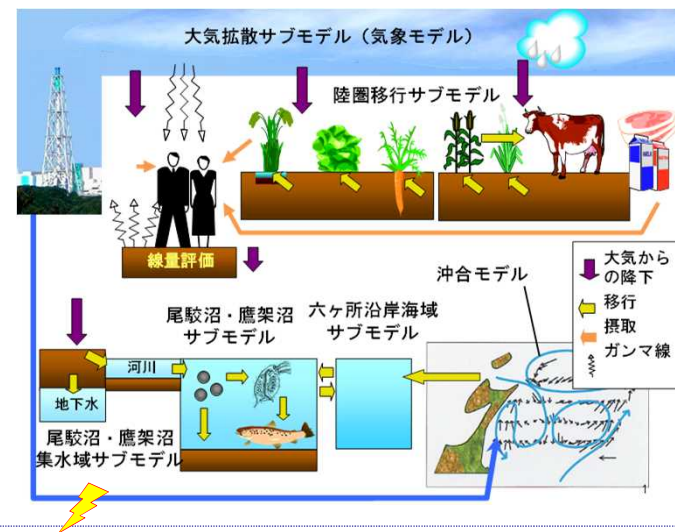 大気拡散サブモデル（気象モデル）
陸圏移行サブモデル
線量評価
大気から
の降下
移行
摂取
ガンマ線
沖合モデル
尾駮沼・鷹架沼
サブモデル
六ヶ所沿岸海域
サブモデル
河川
地下水
尾駮沼・鷹架沼
集水域サブモデル
1